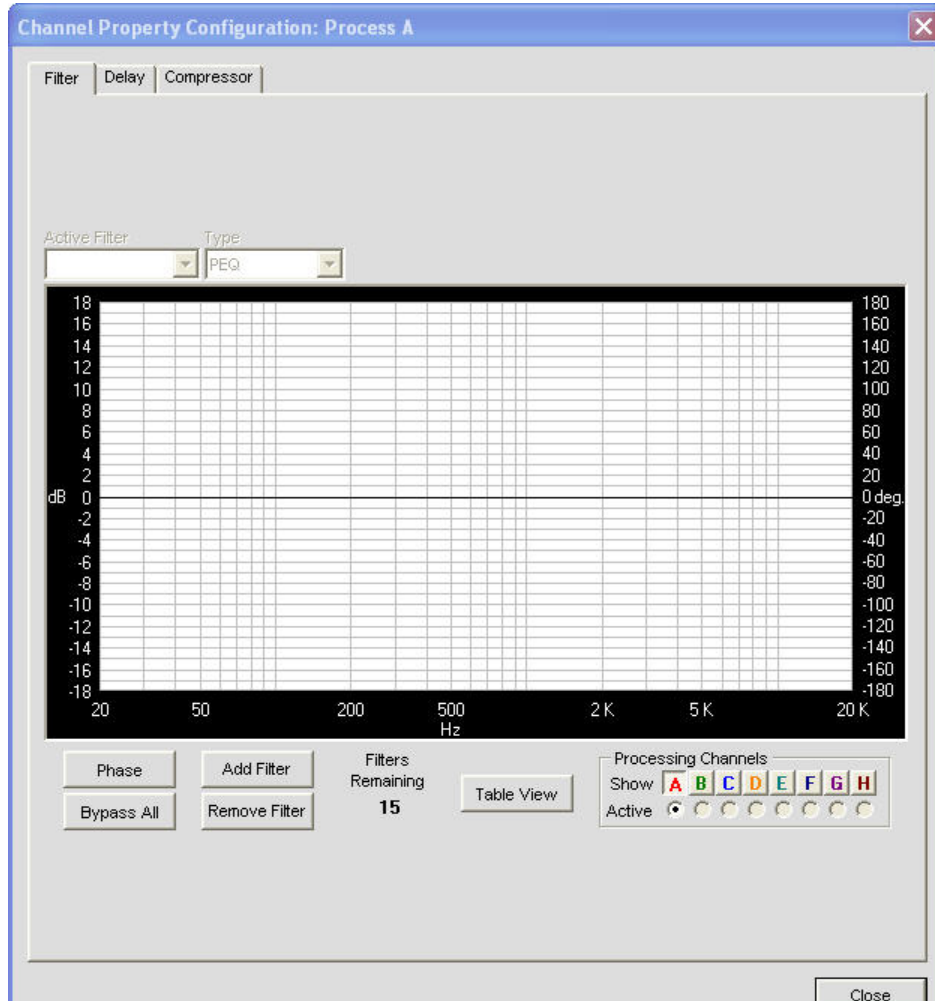 Channel Property Configuration: Process A
Filter Delay Compressor
Active Filter Type
PEQ
18 180
16 160
14 140
12 120
10 100
8 80
6 60
4 40
2 20
dB 0 0 deg.
-2 -20
-4 -40
-6 -60
-8 -80
-10 -100
-12 -120
-14 -140
-16 -160
-18 -180
20 50 200 500 2 K 5 K 20 K
Hz
Phase Add Filter Filters Remaining 15 Table View
Bypass All Remove Filter
Processing Channels
Show A B C D E F G H
Active
Close